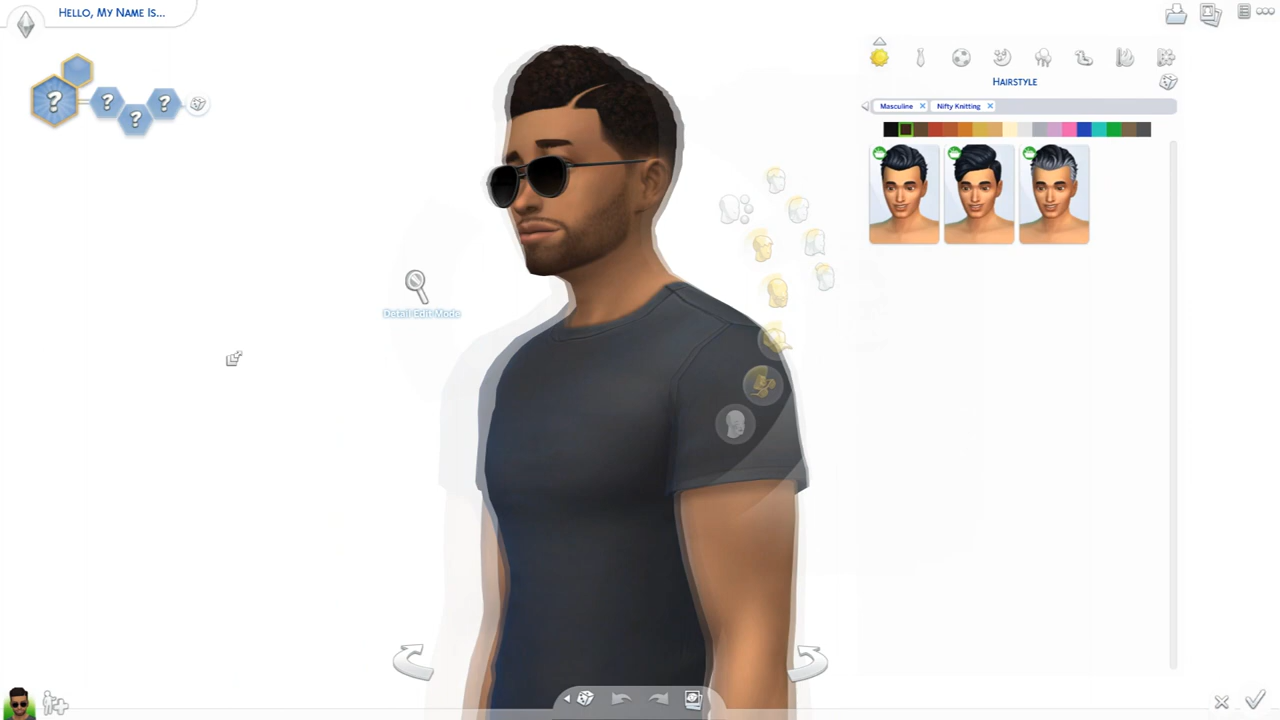 Hello, My Name Is...
Hairstyle
Masculine
Nifty Knitting
Detail Edit Mode